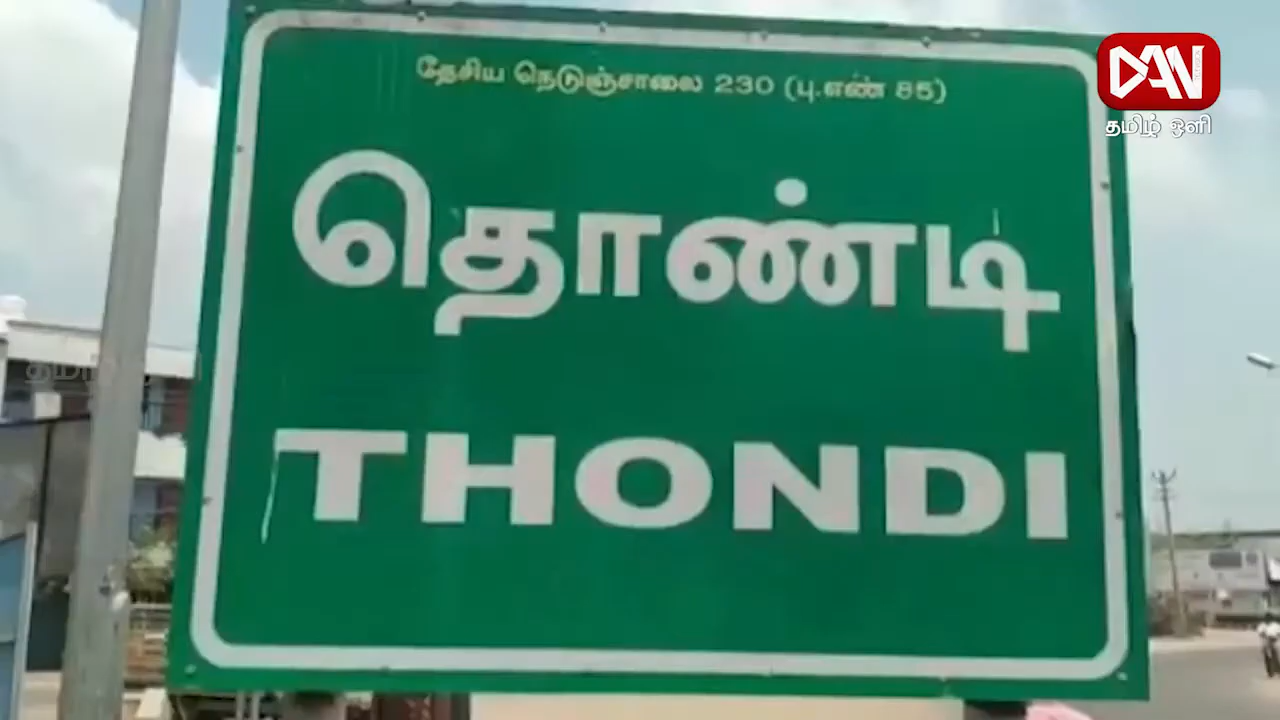 தேசிய நெடுஞ்சாலை 230 (பு.எண் 85)
தொண்டி
THONDI
DAN
தமிழ் ஒளி